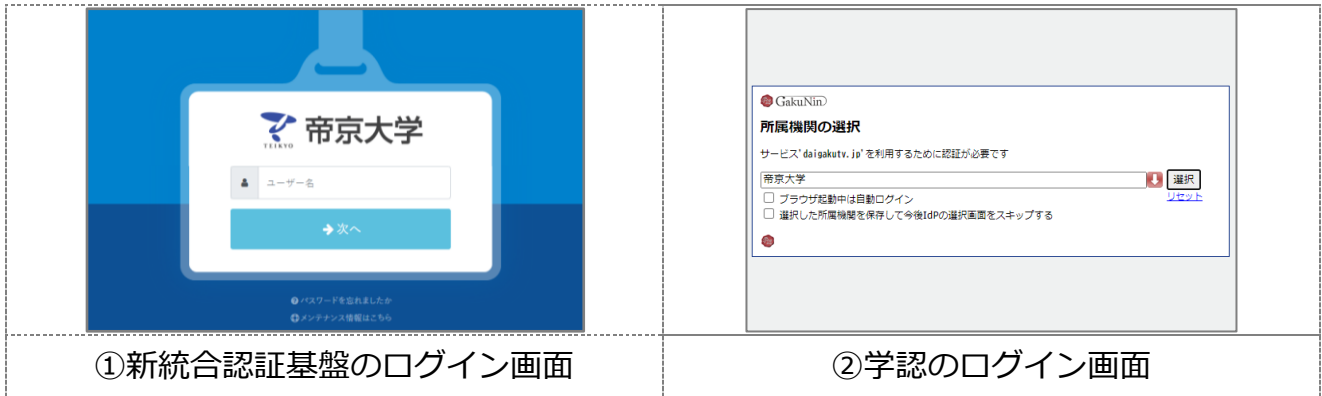 帝京大学
TEIKYO
ユーザー名
次へ
パスワードを忘れましたか
メンテナンス情報はこちら
①新統合認証基盤のログイン画面
GakuNin
所属機関の選択
サービス'daigakutv.jp'を利用するために認証が必要です
帝京大学 選択
ブラウザ起動中は自動ログイン リセット
選択した所属機関を保存して今後IdPの選択画面をスキップする
②学認のログイン画面